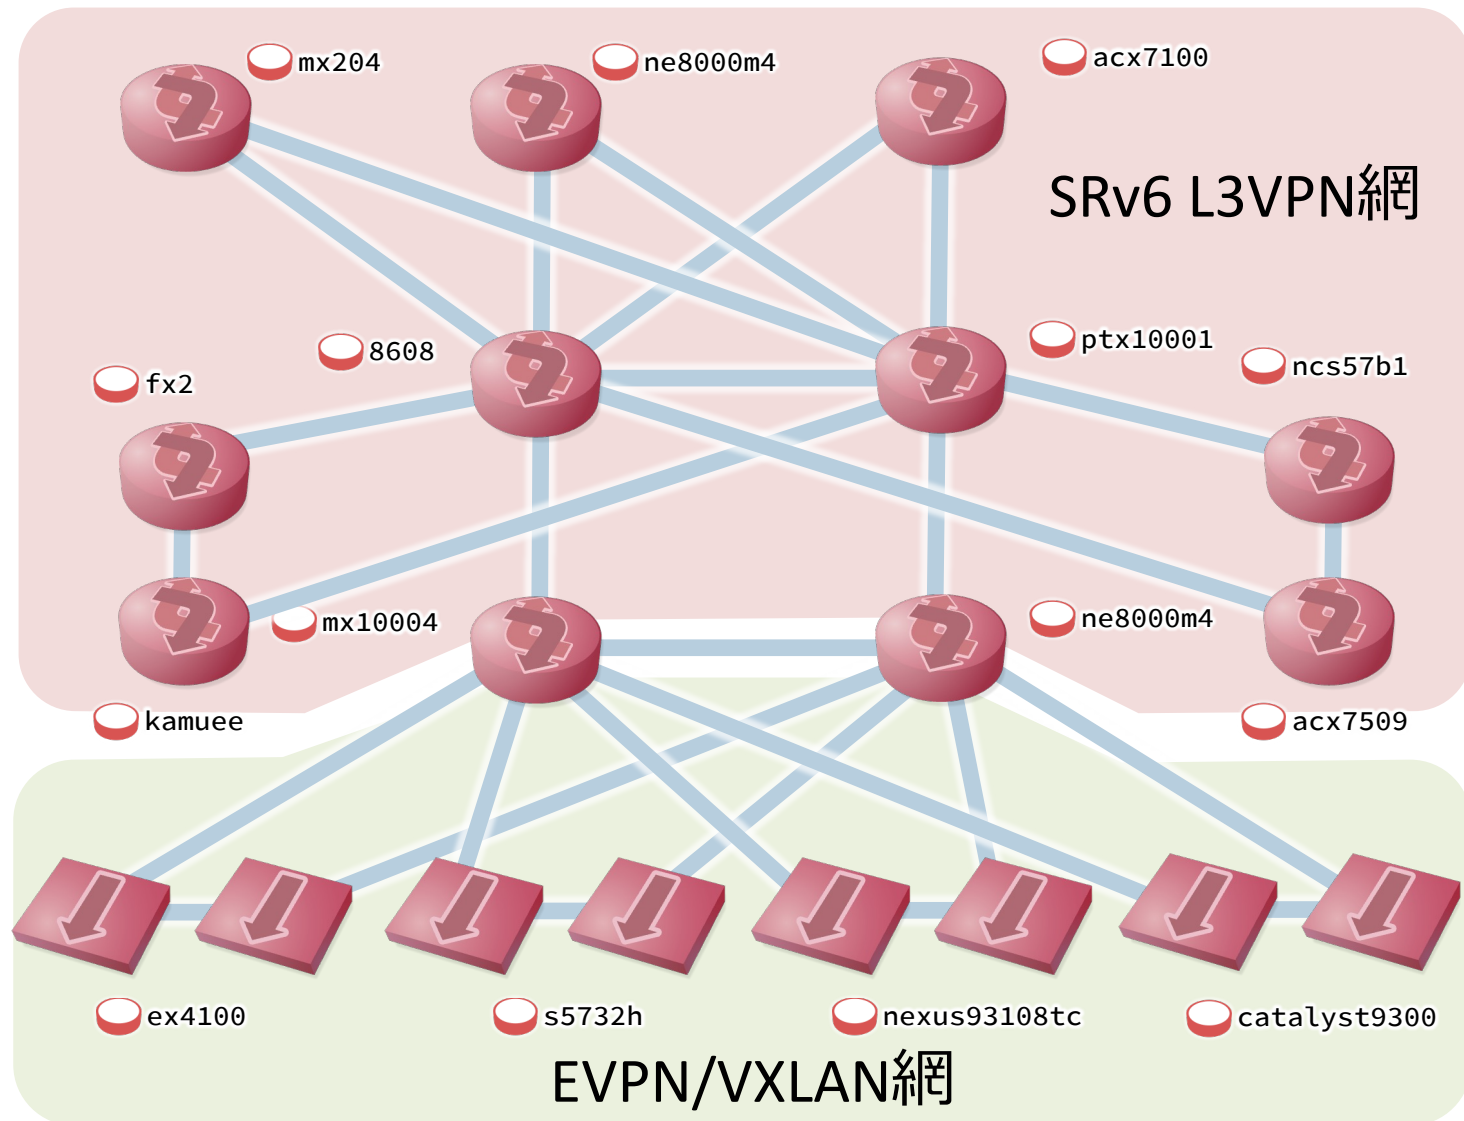 mx204
ne8000m4
acx7100
SRv6 L3VPN網
8608
ptx10001
fx2
ncs57b1
mx10004
ne8000m4
kamuee
acx7509
ex4100
s5732h
nexus93108tc
catalyst9300
EVPN/VXLAN網